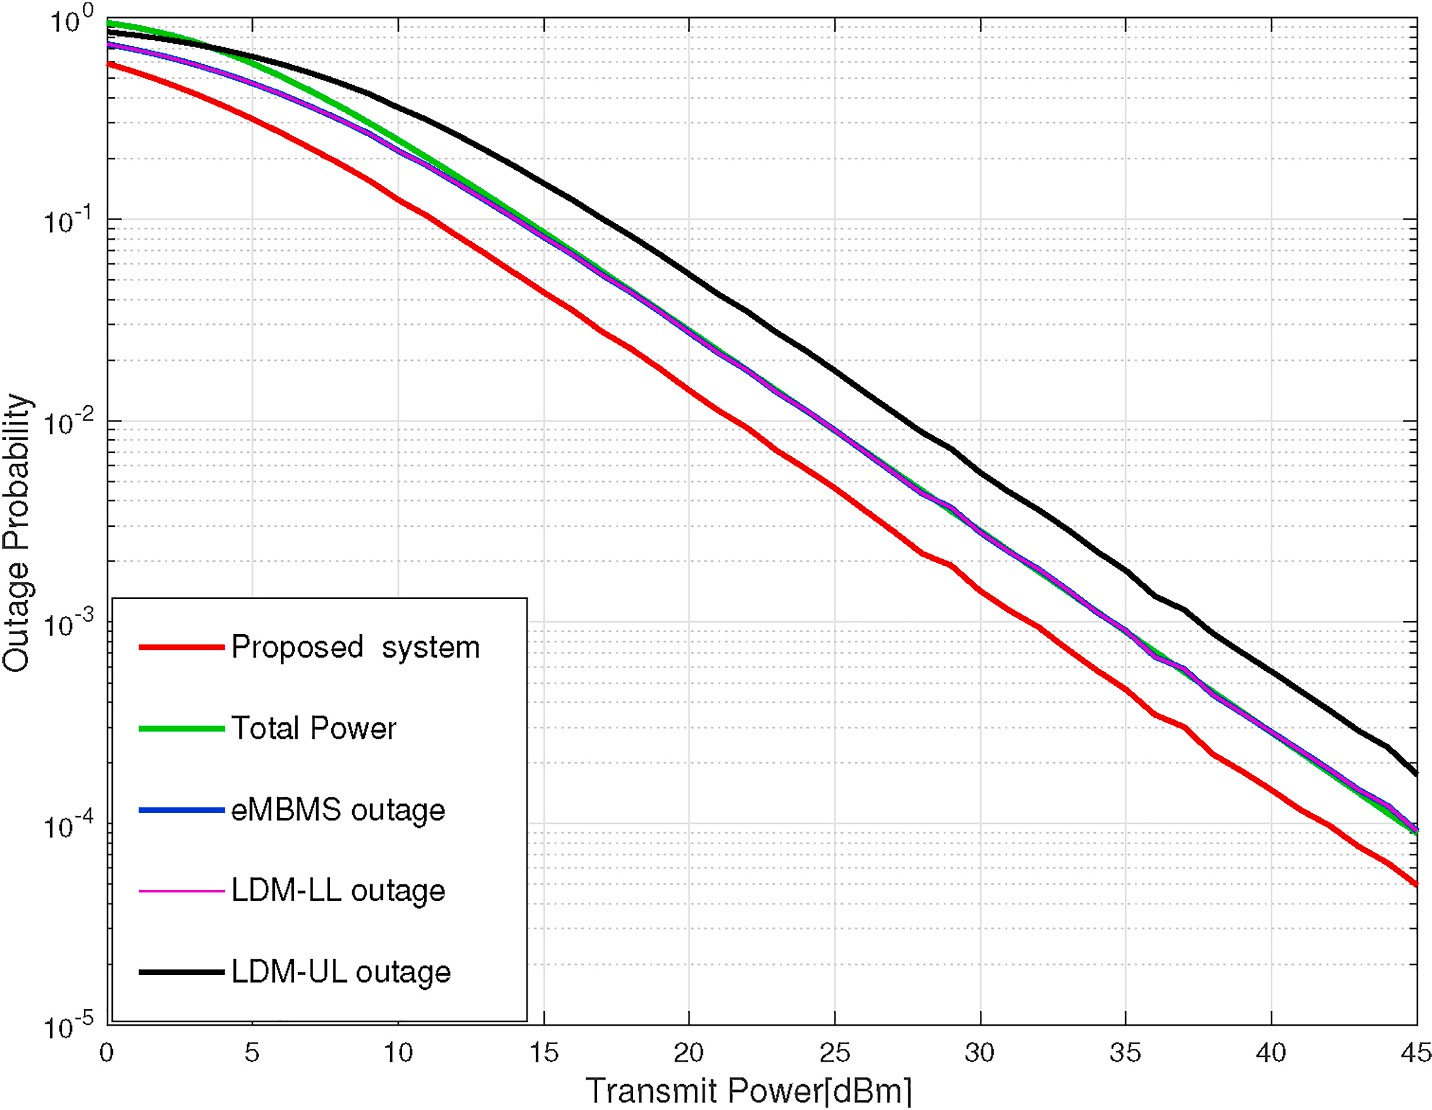 10^0
10^-1
10^-2
10^-3
10^-4
10^-5
Outage Probability
Proposed system
Total Power
eMBMS outage
LDM-LL outage
LDM-UL outage
0 5 10 15 20 25 30 35 40 45
Transmit Power[dBm]